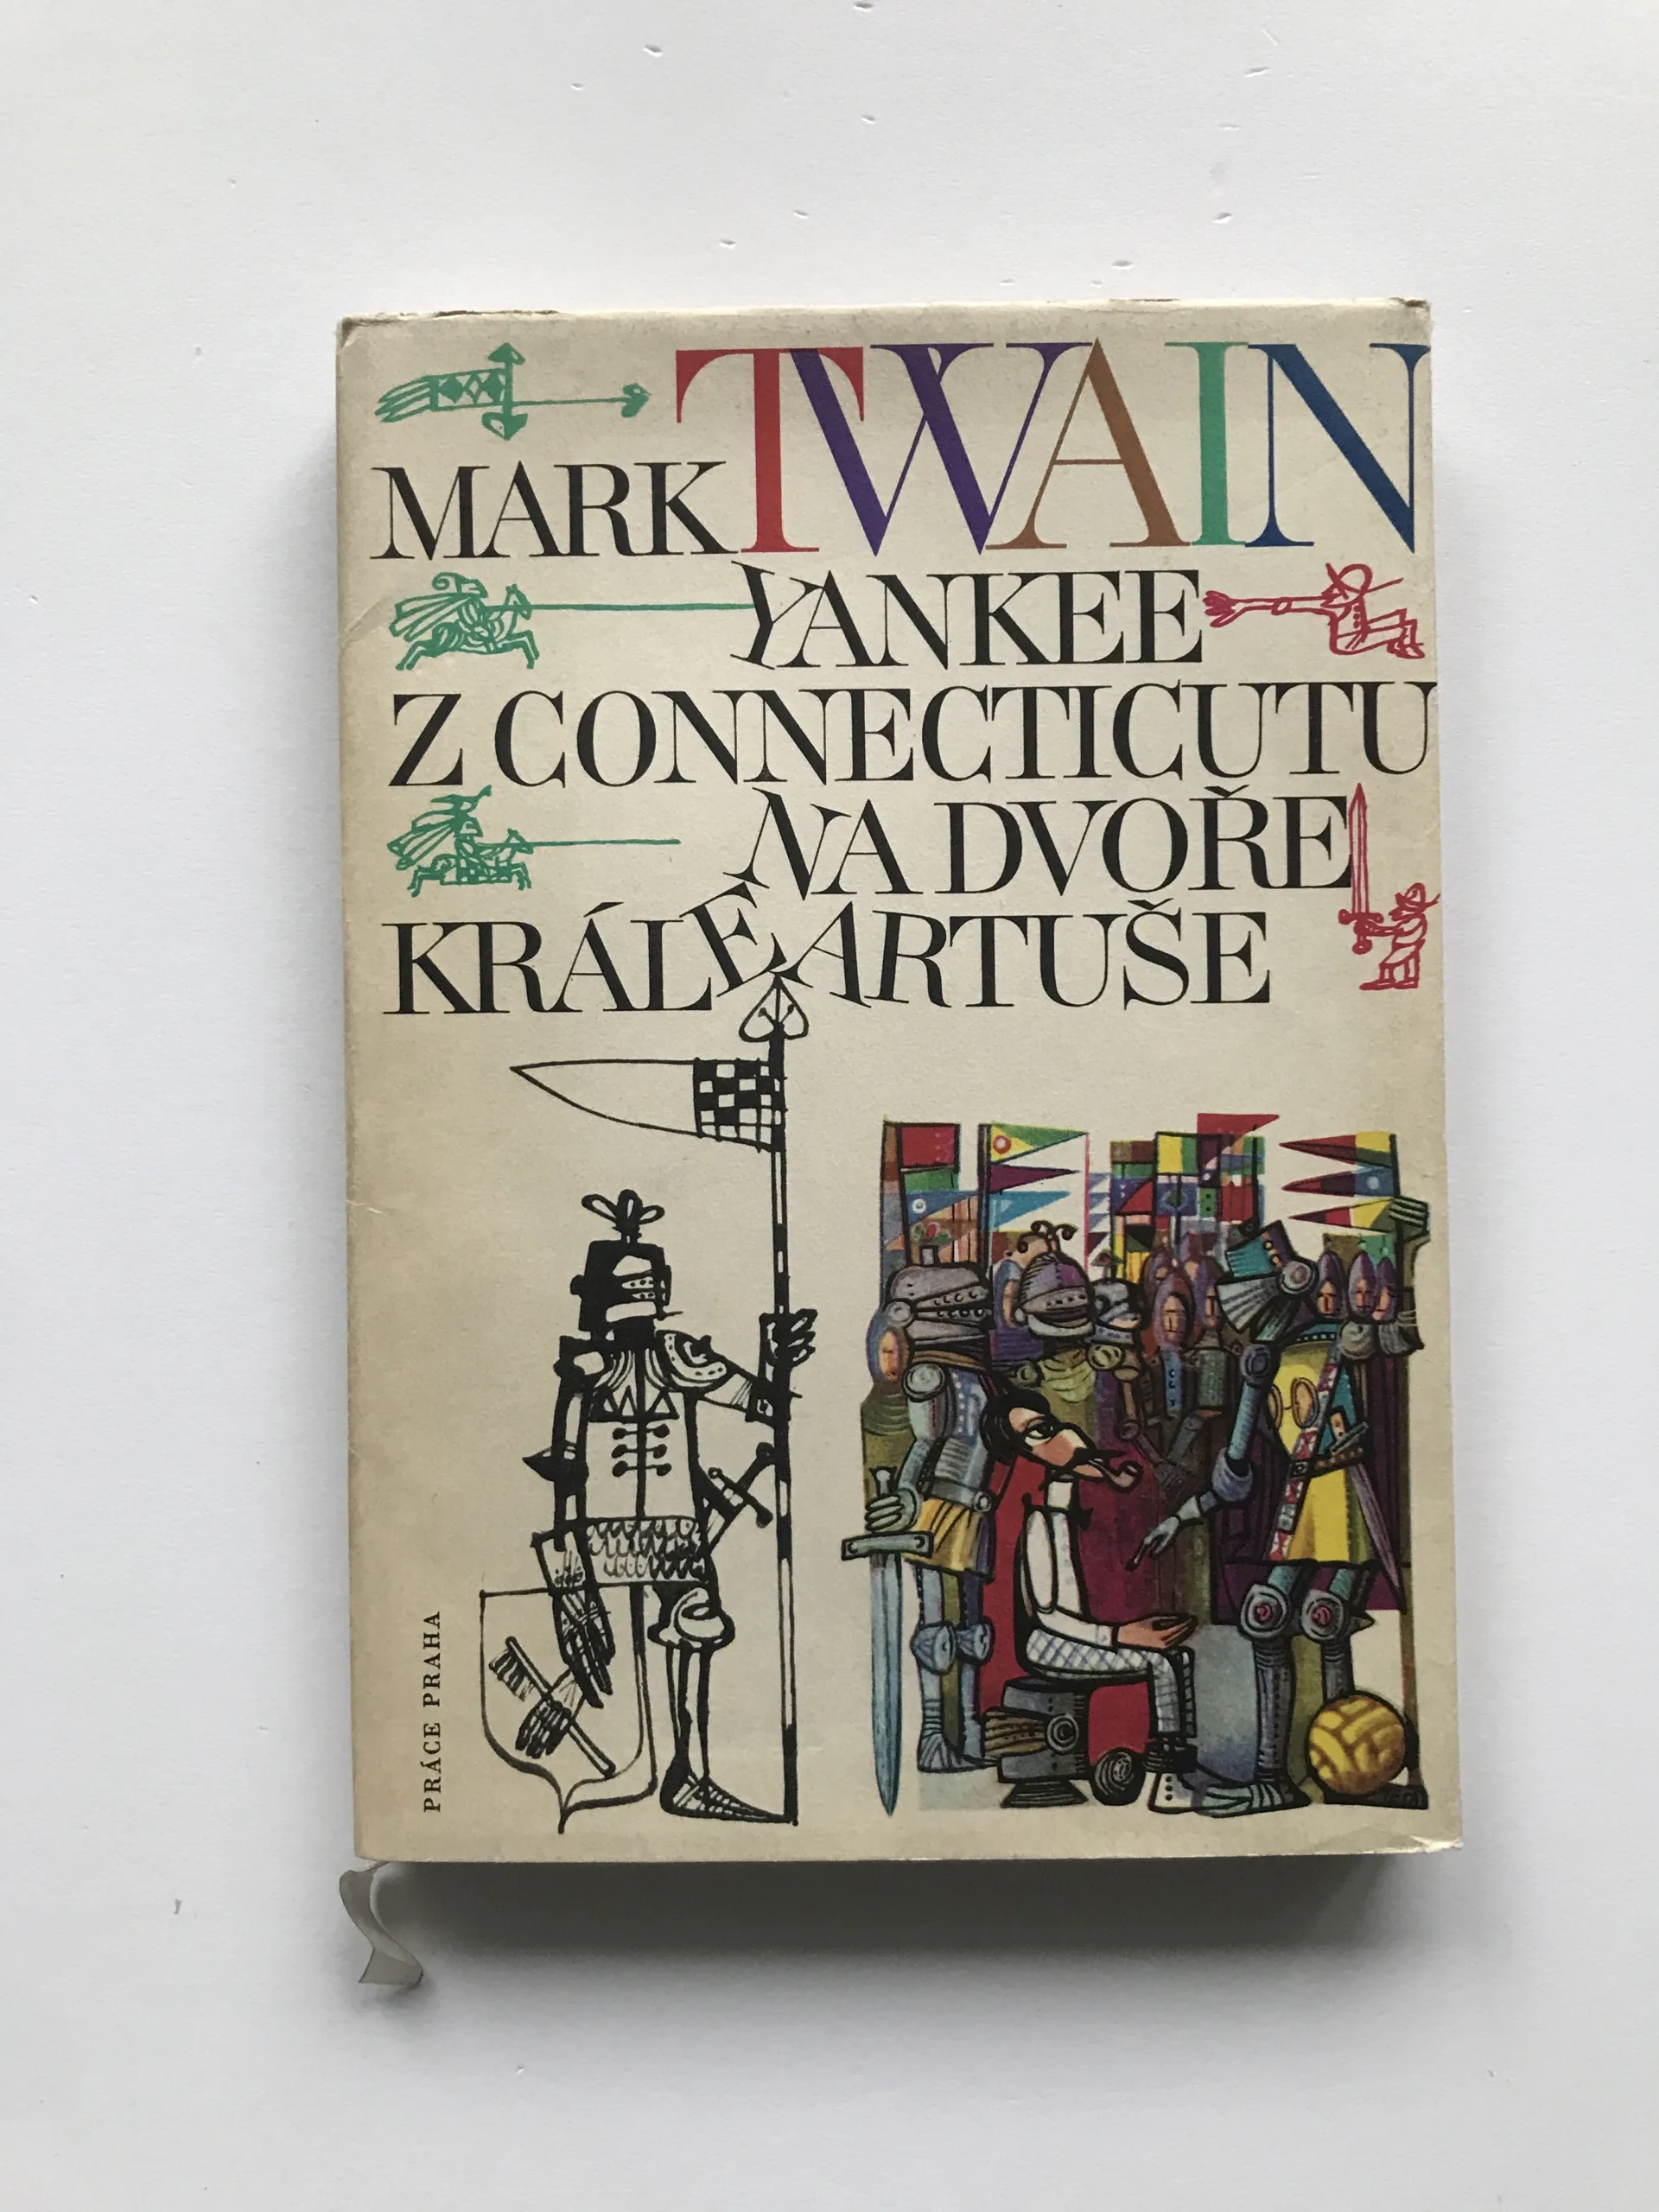 MARK TWAIN
YANKEE
Z CONNECTICUTU
NA DVOŘE
KRÁLE ARTUŠE
PRÁCE PRAHA